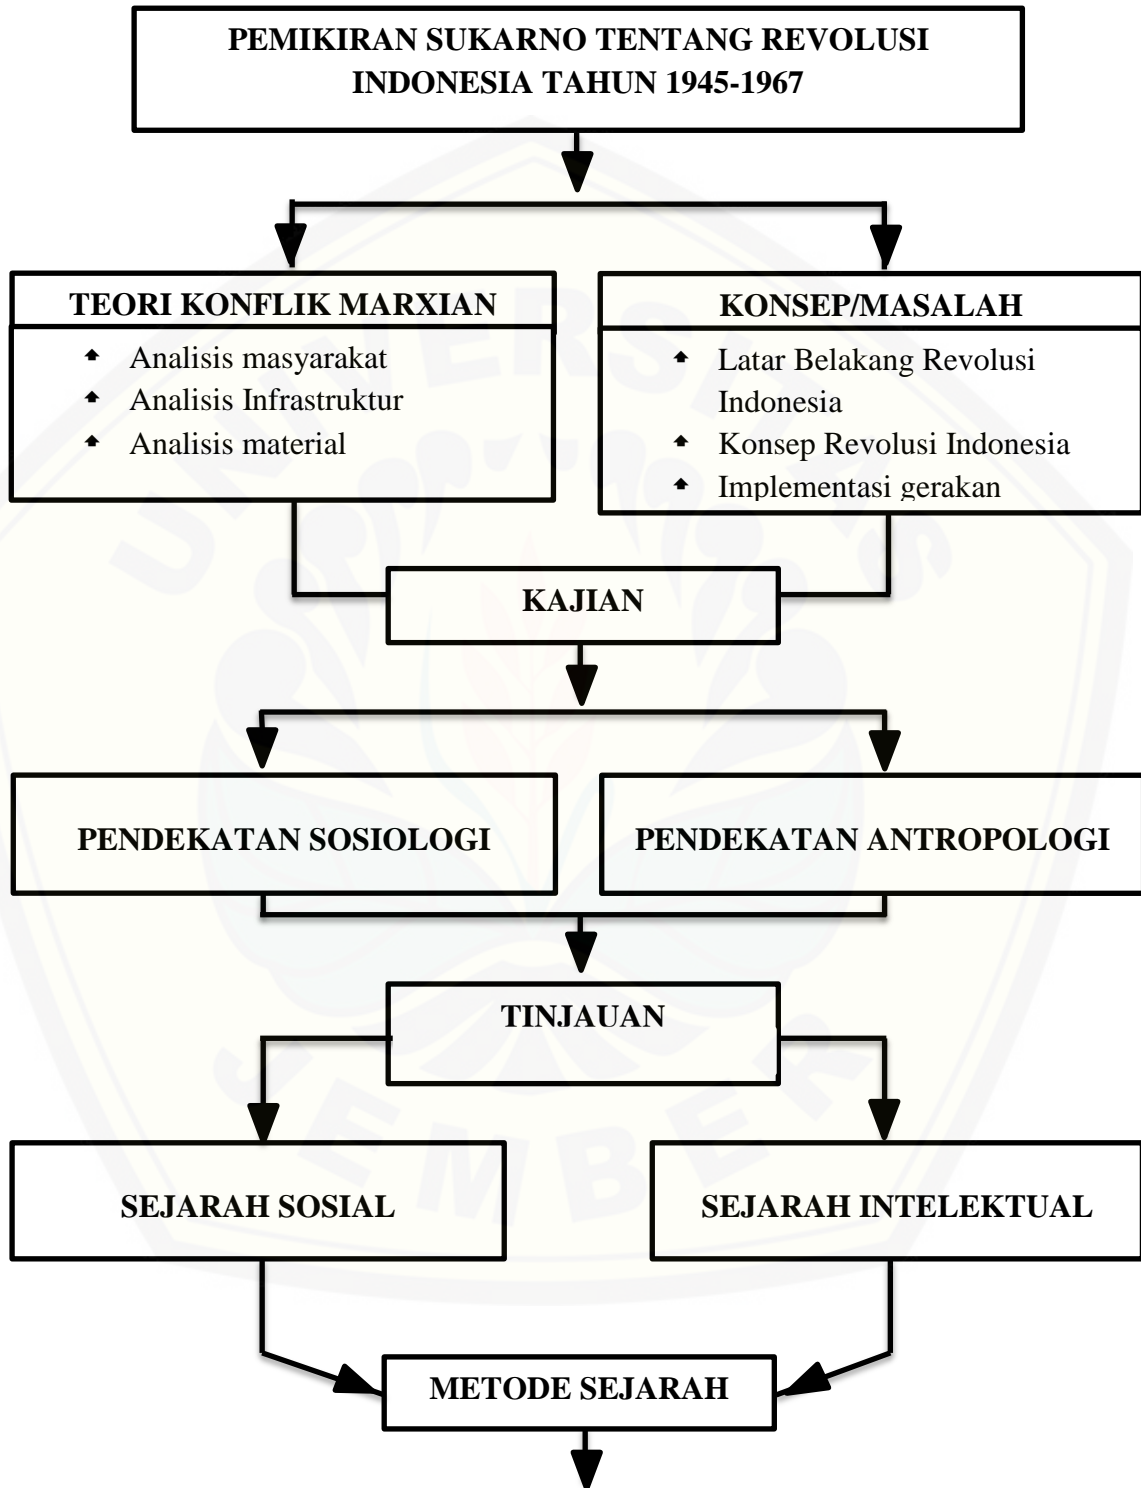 PEMIKIRAN SUKARNO TENTANG REVOLUSI
INDONESIA TAHUN 1945-1967
TEORI KONFLIK MARXIAN
Analisis masyarakat
Analisis Infrastruktur
Analisis material
KONSEP/MASALAH
Latar Belakang Revolusi
Indonesia
Konsep Revolusi Indonesia
Implementasi gerakan
KAJIAN
PENDEKATAN SOSIOLOGI
PENDEKATAN ANTROPOLOGI
TINJAUAN
SEJARAH SOSIAL
SEJARAH INTELEKTUAL
METODE SEJARAH
UNIVERSITAS
JEMBER